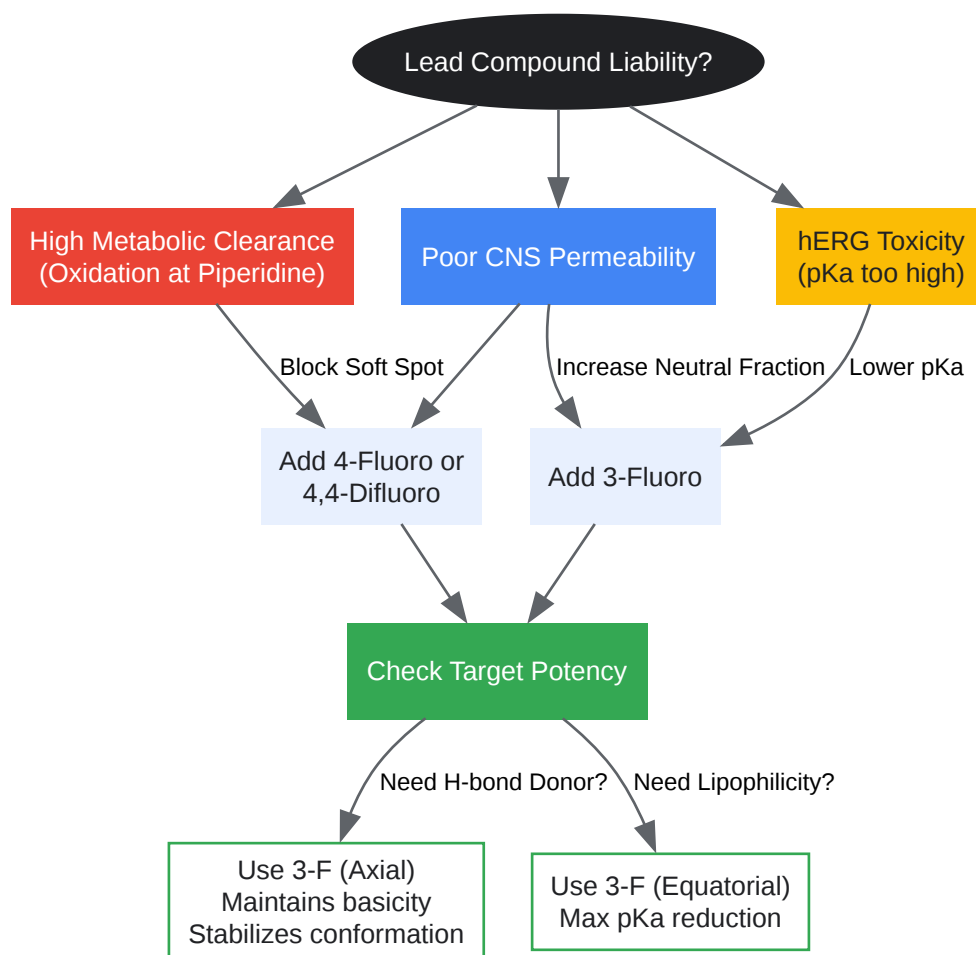 Lead Compound Liability?
High Metabolic Clearance
(Oxidation at Piperidine)
Poor CNS Permeability
hERG Toxicity
(pKa too high)
Block Soft Spot
Increase Neutral Fraction
Lower pKa
Add 4-Fluoro or
4,4-Difluoro
Add 3-Fluoro
Check Target Potency
Need H-bond Donor?
Need Lipophilicity?
Use 3-F (Axial)
Maintains basicity
Stabilizes conformation
Use 3-F (Equatorial)
Max pKa reduction